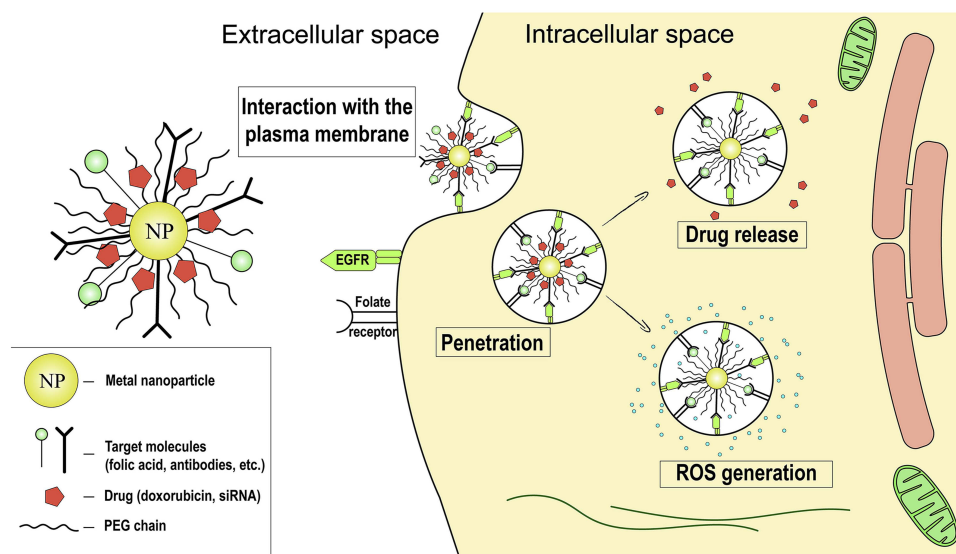 Extracellular space
Intracellular space
Interaction with the
plasma membrane
NP
EGFR
Folate
receptor
Penetration
Drug release
ROS generation
NP
— Metal nanoparticle
— Target molecules
(folic acid, antibodies, etc.)
— Drug (doxorubicin, siRNA)
— PEG chain